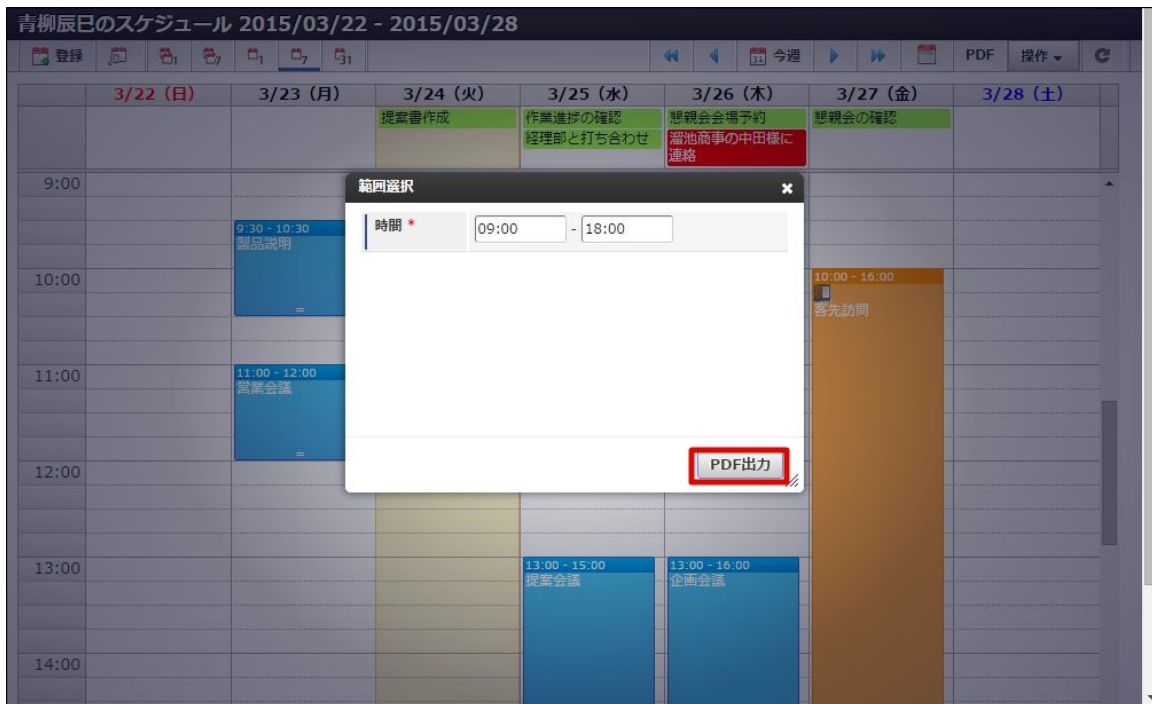 青柳辰巳のスケジュール 2015/03/22 - 2015/03/28
登録 1 7 1 7 31 31 今週 PDF 操作
3/22 (日) 3/23 (月) 3/24 (火) 3/25 (水) 3/26 (木) 3/27 (金) 3/28 (土)
提案書作成 作業進捗の確認 懇親会会場予約 懇親会の確認
経理部と打ち合わせ 溜池商事の中田様に
連絡
9:00
範囲選択
時間 * 09:00 - 18:00
9:30 - 10:30
製品説明
10:00 10:00 - 16:00
客先訪問
11:00 11:00 - 12:00
営業会議
PDF出力
12:00
13:00 13:00 - 15:00 13:00 - 16:00
提案会議 企画会議
14:00